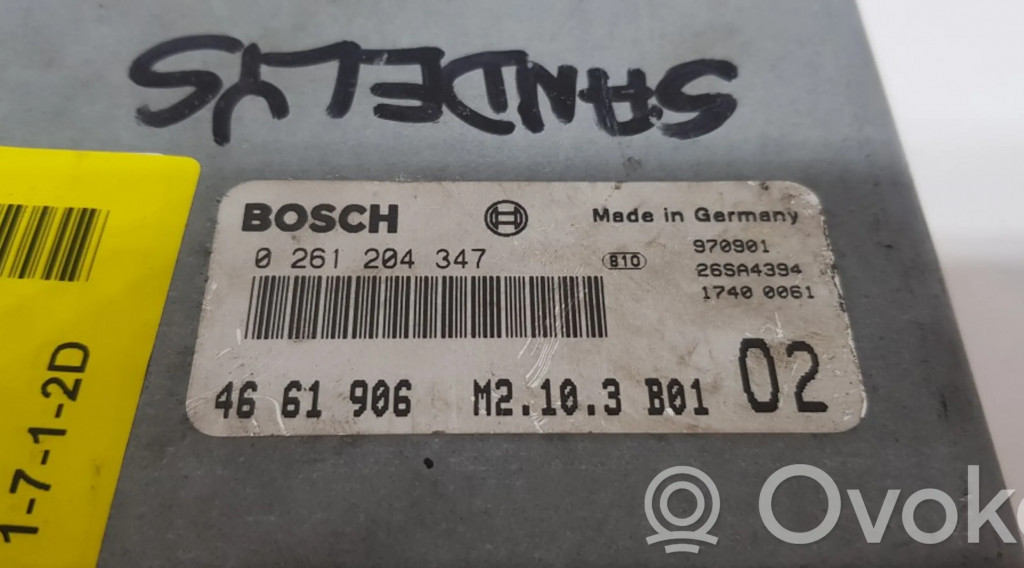 SANDELYS
BOSCH
Made in Germany
0 261 204 347
B10
970901
26SA4394
1740 0061
46 61 906 M2.10.3 B01 02
1-7-1-2D
Ovoko